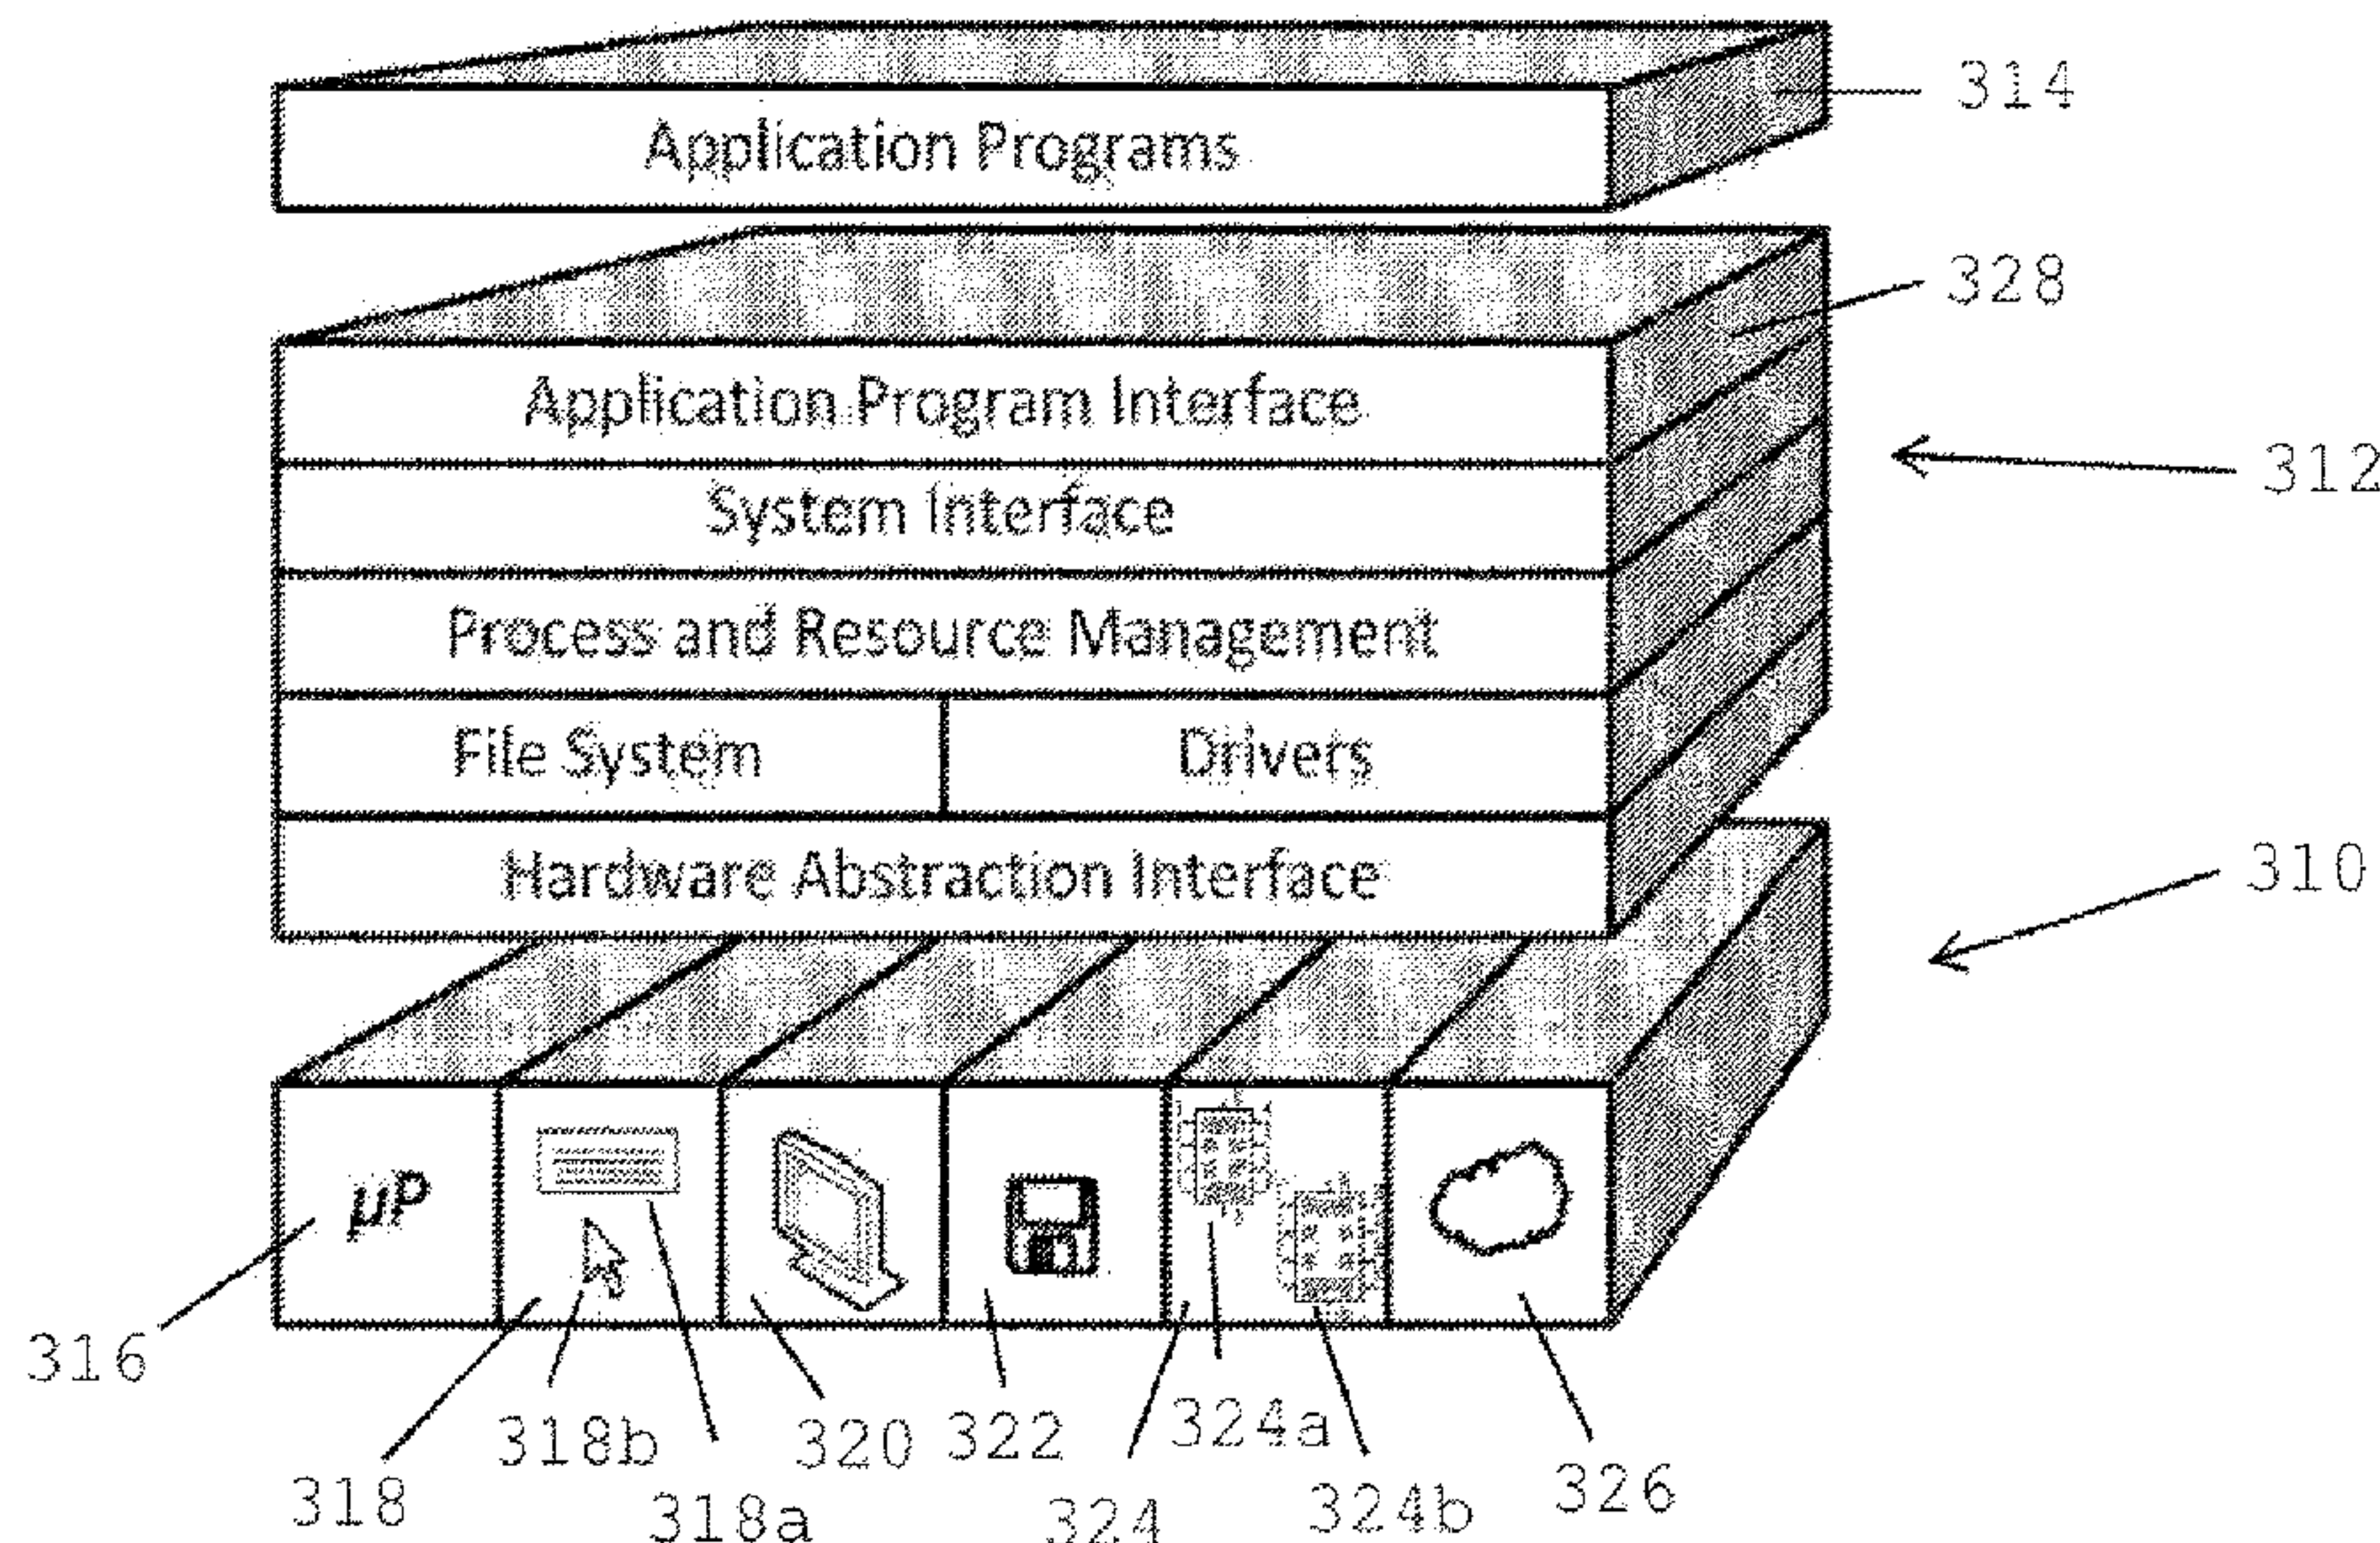 Application Programs
314
328
Application Program Interface
312
System Interface
Process and Resource Management
File System
Drivers
Hardware Abstraction Interface
310
µP
316
318b
320
322
324a
318
318a
324
324b
326